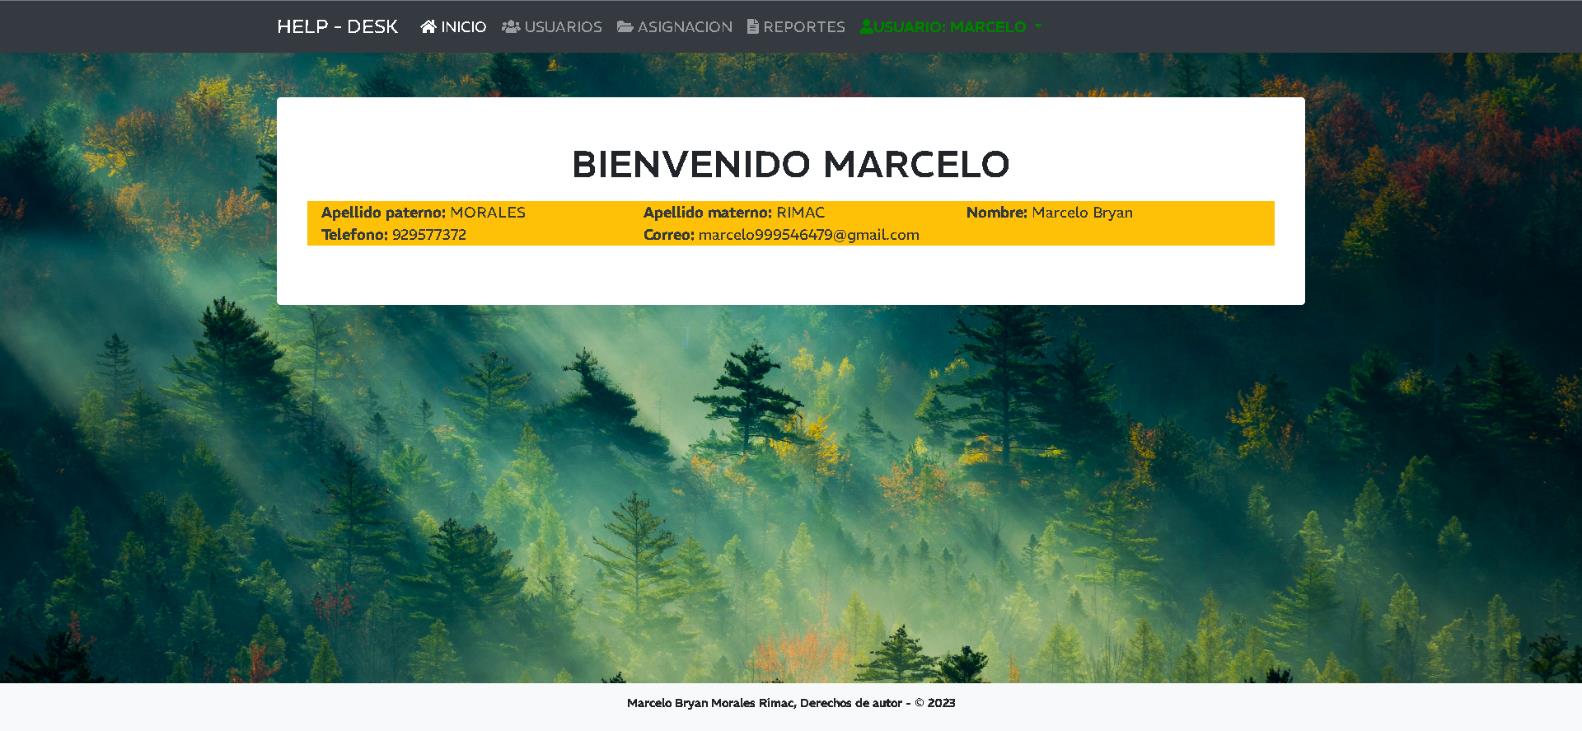 HELP - DESK INICIO USUARIOS ASIGNACION REPORTES USUARIO: MARCELO
BIENVENIDO MARCELO
Apellido paterno: MORALES Apellido materno: RIMAC Nombre: Marcelo Bryan
Telefono: 929577372 Correo: marcelo999546479@gmail.com
Marcelo Bryan Morales Rimac, Derechos de autor - © 2023